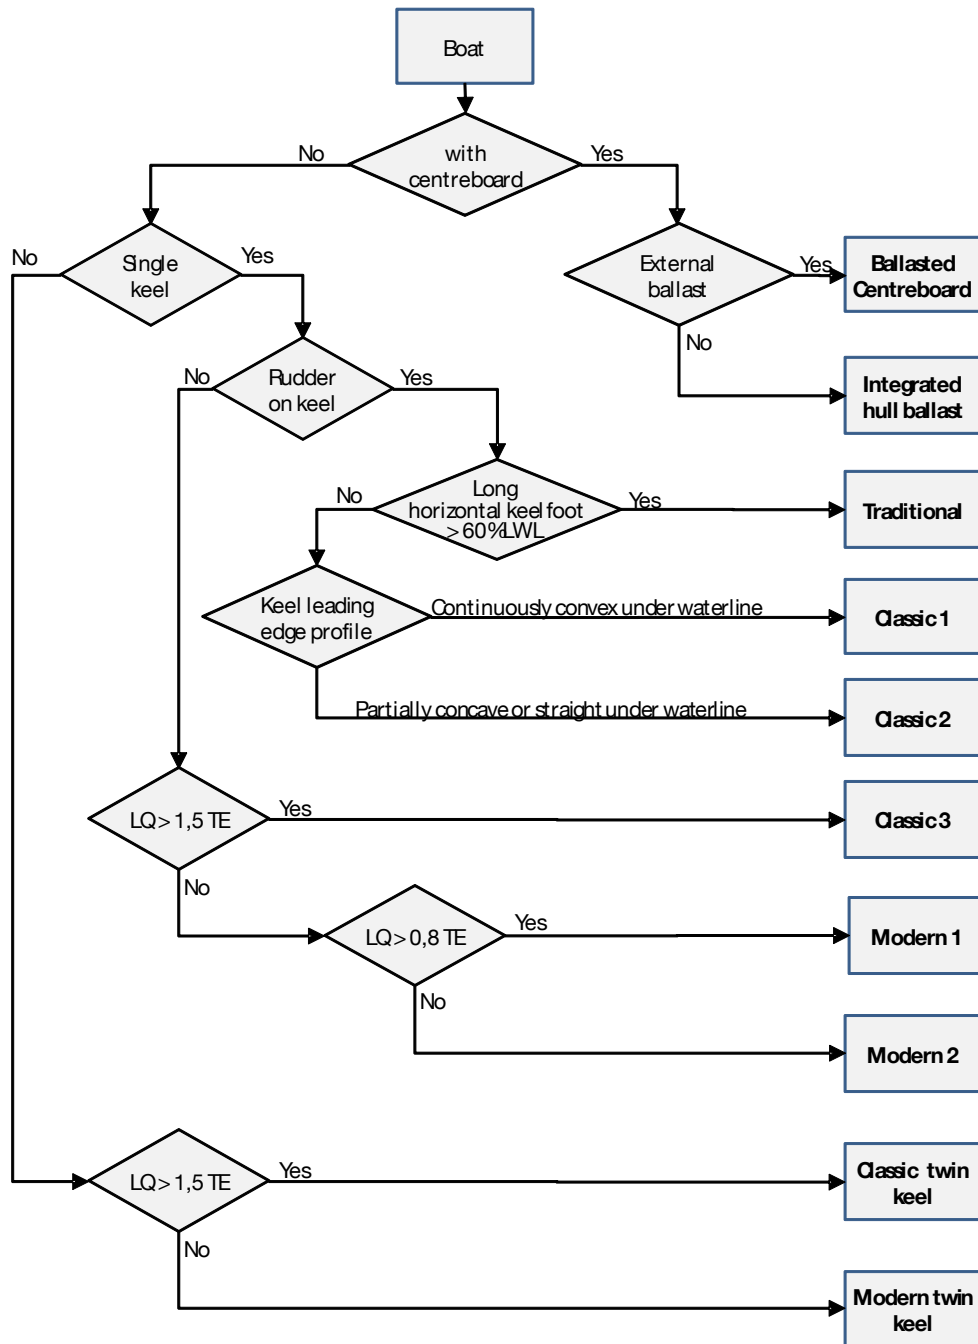 Boat
No
with
centreboard
Yes
No
Single
keel
Yes
External
ballast
Yes
Ballasted
Centreboard
No
No
Rudder
on keel
Yes
Integrated
hull ballast
No
Long
horizontal keel foot
> 60% LWL
Yes
Traditional
Keel leading
edge profile
Continuously convex under waterline
Classic 1
Partially concave or straight under waterline
Classic 2
LQ > 1,5 TE
Yes
Classic 3
No
LQ > 0,8 TE
Yes
Modern 1
No
Modern 2
LQ > 1,5 TE
Yes
Classic twin
keel
No
Modern twin
keel